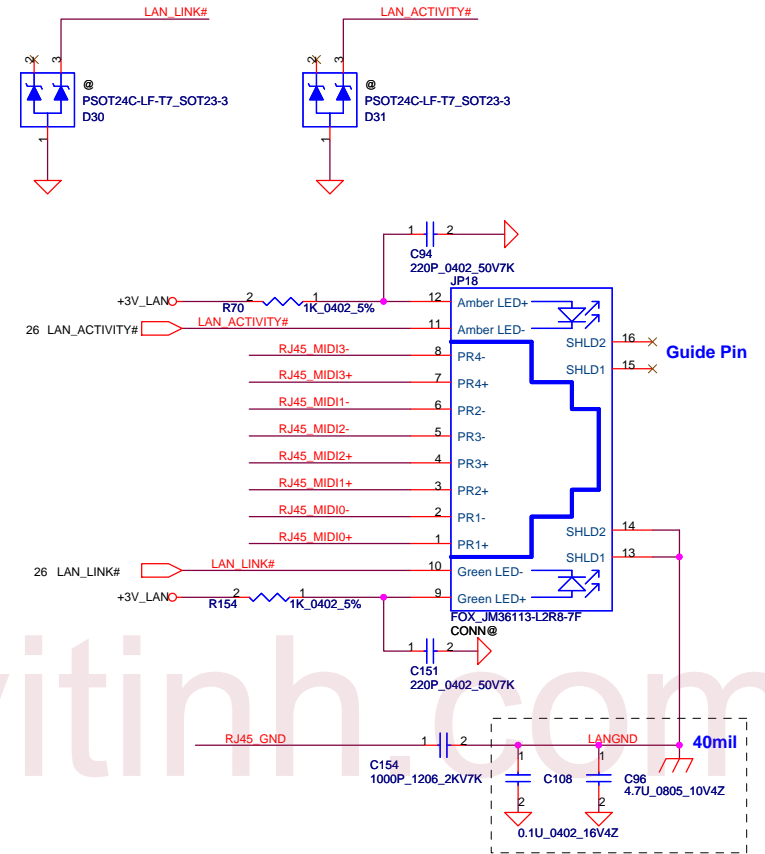 LAN_LINK#
LAN_ACTIVITY#
2 3
2 3
@
PSOT24C-LF-T7_SOT23-3
D30
@
PSOT24C-LF-T7_SOT23-3
D31
1
1
1 2
C94
220P_0402_50V7K
JP18
+3V_LAN
2 1
R70
1K_0402_5%
12 Amber LED+
26 LAN_ACTIVITY#
LAN_ACTIVITY#
11 Amber LED-
RJ45_MIDI3-
8 PR4-
RJ45_MIDI3+
7 PR4+
RJ45_MIDI1-
6 PR2-
RJ45_MIDI2-
5 PR3-
RJ45_MIDI2+
4 PR3+
RJ45_MIDI1+
3 PR2+
RJ45_MIDI0-
2 PR1-
RJ45_MIDI0+
1 PR1+
SHLD2 16
SHLD1 15
Guide Pin
SHLD2 14
SHLD1 13
26 LAN_LINK#
LAN_LINK#
10 Green LED-
+3V_LAN
2 1
R154
1K_0402_5%
9 Green LED+
FOX_JM36113-L2R8-7F
CONN@
1 2
C151
220P_0402_50V7K
vitinh.com
RJ45_GND
1 2
C154
1000P_1206_2KV7K
LANGND
40mil
1
C108
2
0.1U_0402_16V4Z
1
C96
4.7U_0805_10V4Z
2